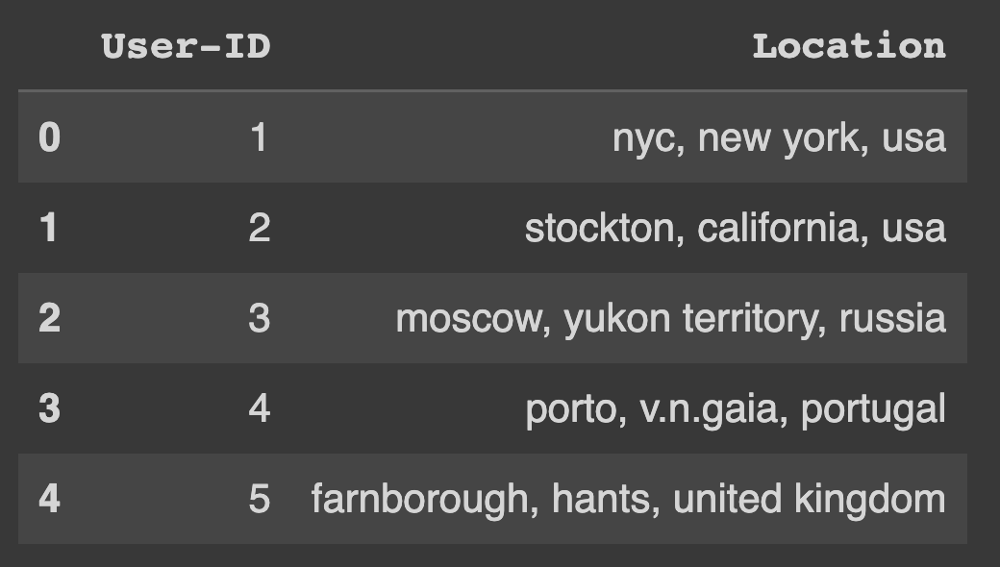 User-ID Location
0 1 nyc, new york, usa
1 2 stockton, california, usa
2 3 moscow, yukon territory, russia
3 4 porto, v.n.gaia, portugal
4 5 farnborough, hants, united kingdom